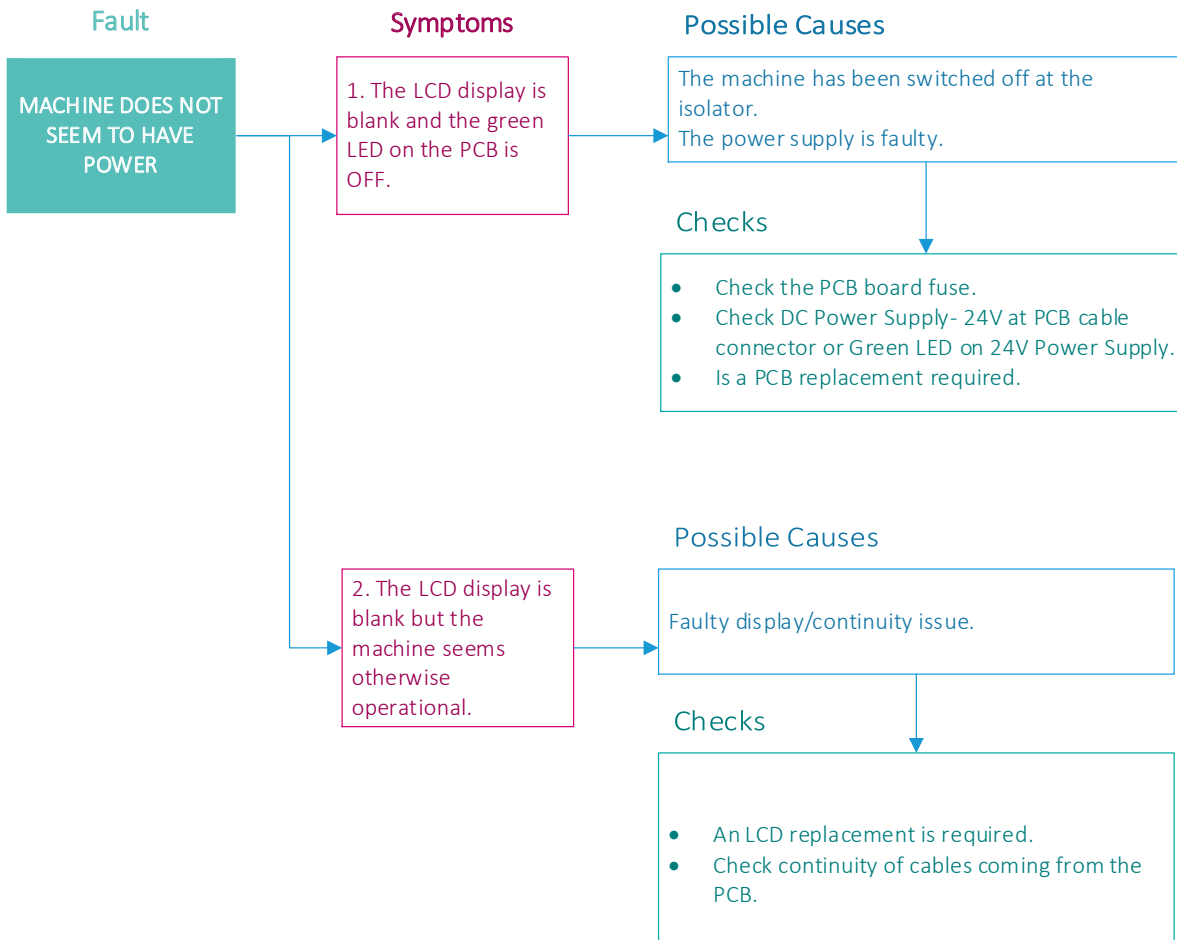 Fault
Symptoms
Possible Causes
MACHINE DOES NOT
SEEM TO HAVE
POWER
1. The LCD display is
blank and the green
LED on the PCB is
OFF.
The machine has been switched off at the
isolator.
The power supply is faulty.
Checks
• Check the PCB board fuse.
• Check DC Power Supply- 24V at PCB cable
connector or Green LED on 24V Power Supply.
• Is a PCB replacement required.
Possible Causes
2. The LCD display is
blank but the
machine seems
otherwise
operational.
Faulty display/continuity issue.
Checks
• An LCD replacement is required.
• Check continuity of cables coming from the
PCB.